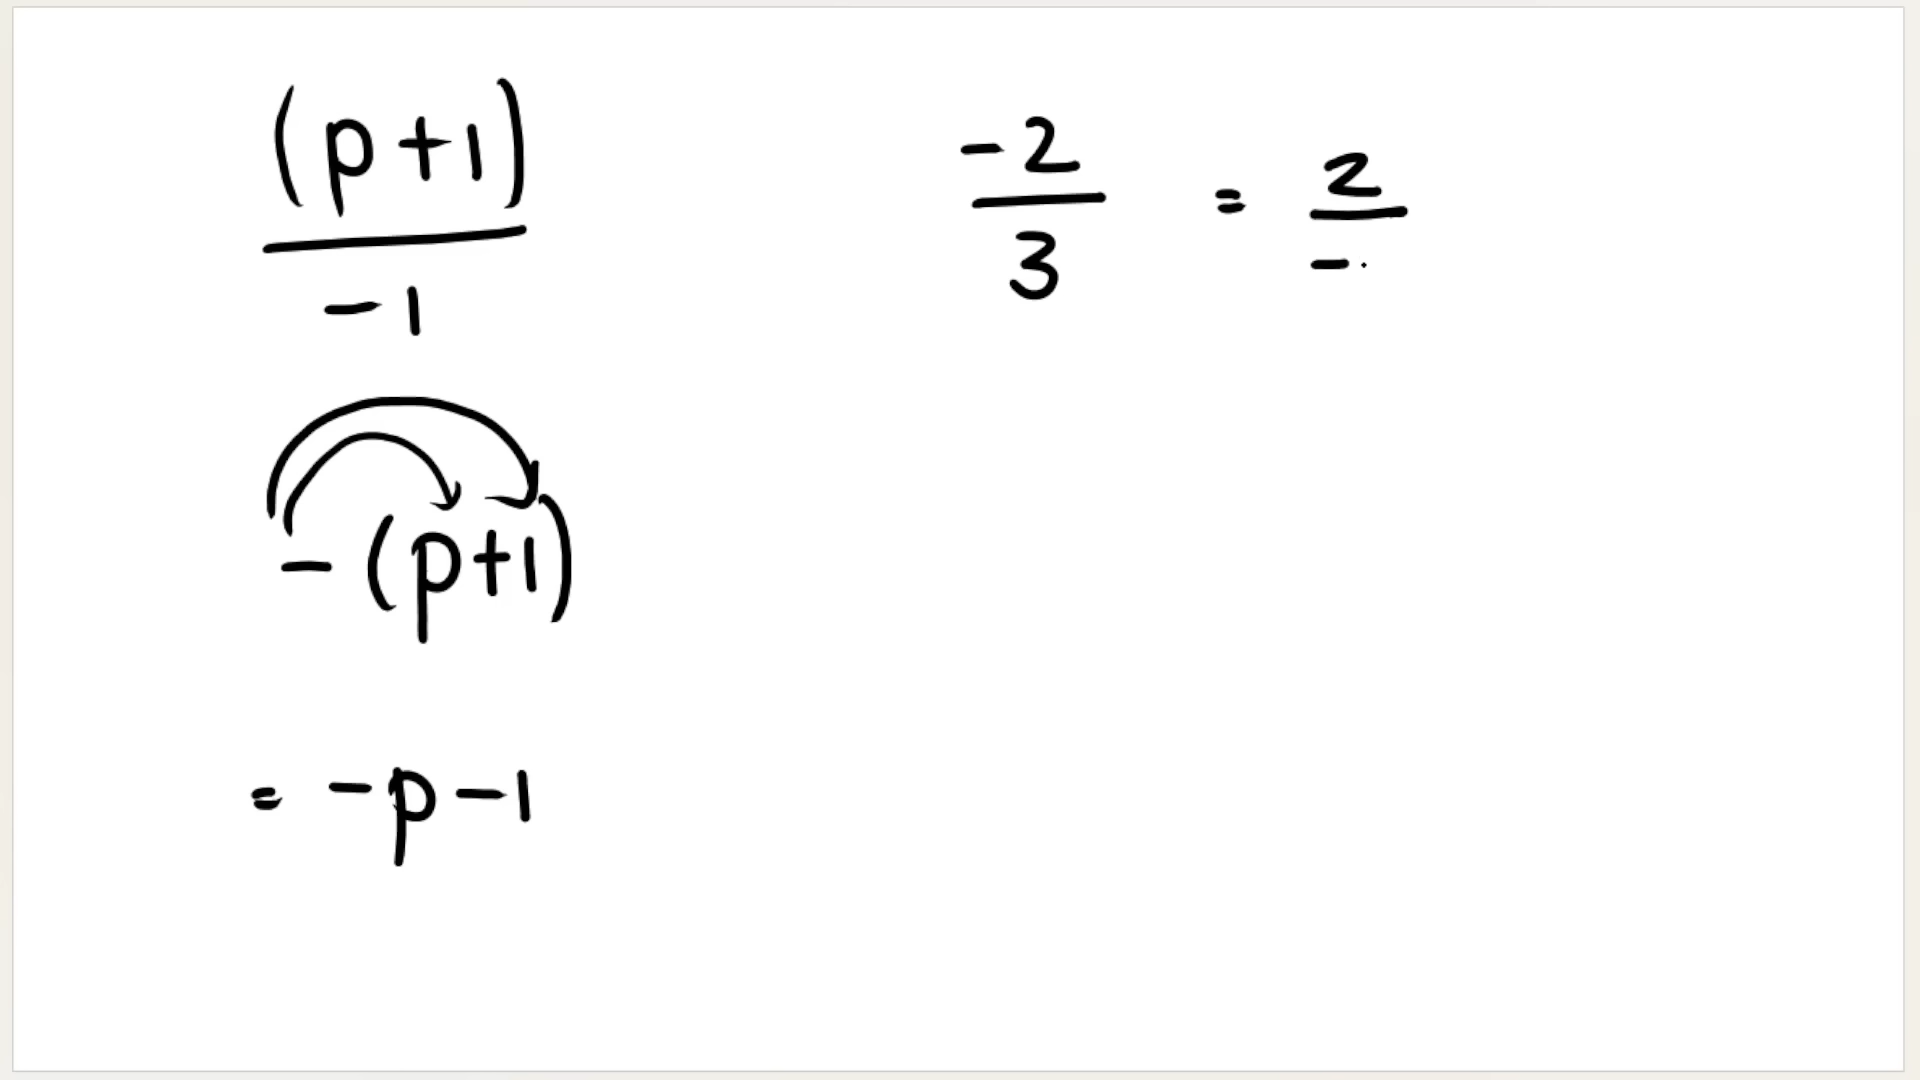 (p+1)
-1
-(p+1)
= -p-1
-2
3
= 2
-